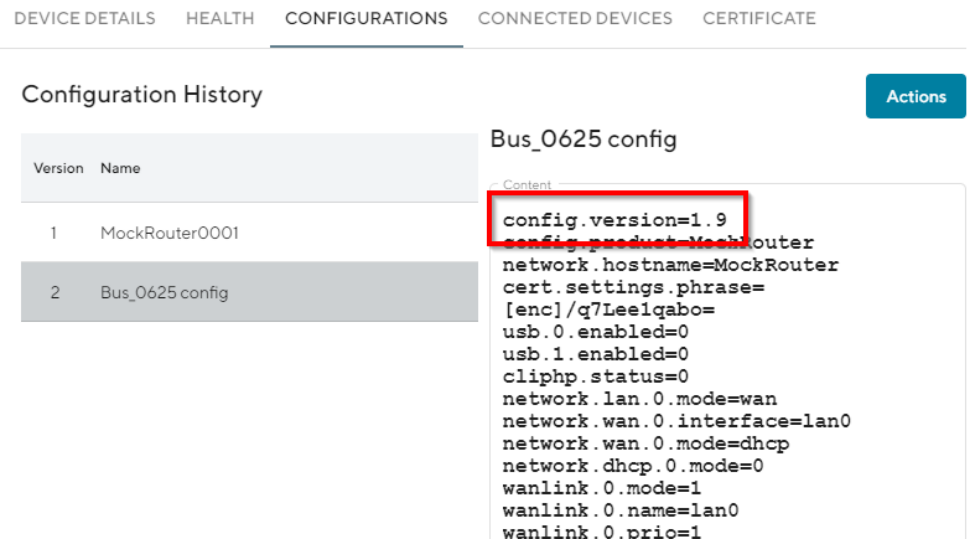 DEVICE DETAILS HEALTH CONFIGURATIONS CONNECTED DEVICES CERTIFICATE
Configuration History
Actions
Version Name
1 MockRouter0001
2 Bus_0625 config
Bus_0625 config
Content
config.version=1.9
config.product=MockRouter
network.hostname=MockRouter
cert.settings.phrase=
[enc]/q7Lee1qabo=
usb.0.enabled=0
usb.1.enabled=0
cliphp.status=0
network.lan.0.mode=wan
network.wan.0.interface=lan0
network.wan.0.mode=dhcp
network.dhcp.0.mode=0
wanlink.0.mode=1
wanlink.0.name=lan0
wanlink.0.prio=1